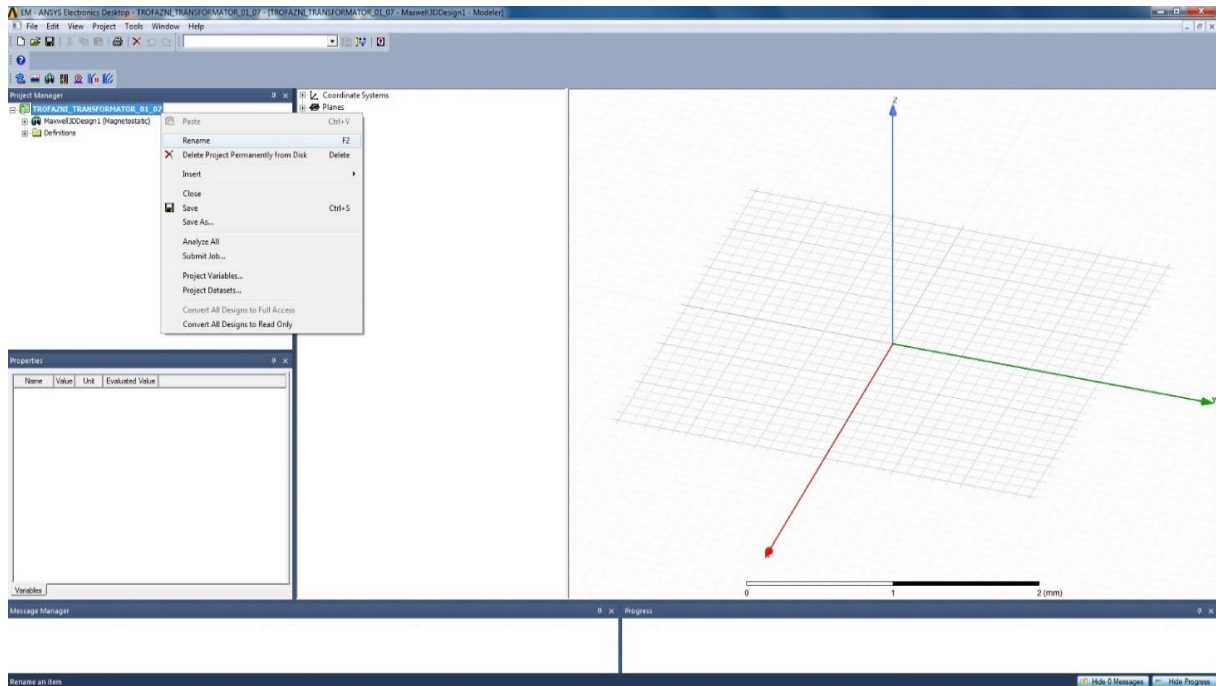 EM - ANSYS Electronics Desktop - TROFAZNI_TRANSFORMATOR_01_07 - [TROFAZNI_TRANSFORMATOR_01_07 - Maxwell3DDesign1 - Modeler]
File Edit View Project Tools Window Help
Project Manager
TROFAZNI_TRANSFORMATOR_01_07
Maxwell3DDesign1 (Magnetostatic)
Definitions
Coordinate Systems
Planes
Paste Ctrl+V
Rename F2
Delete Project Permanently from Disk Delete
Insert
Close
Save Ctrl+S
Save As...
Analyze All
Submit Job...
Project Variables...
Project Datasets...
Convert All Designs to Full Access
Convert All Designs to Read Only
Properties
Name Value Unit Evaluated Value
Variables
Z
Y
0 1 2 (mm)
Message Manager
Progress
Rename an item
Hide 0 Messages
Hide Progress